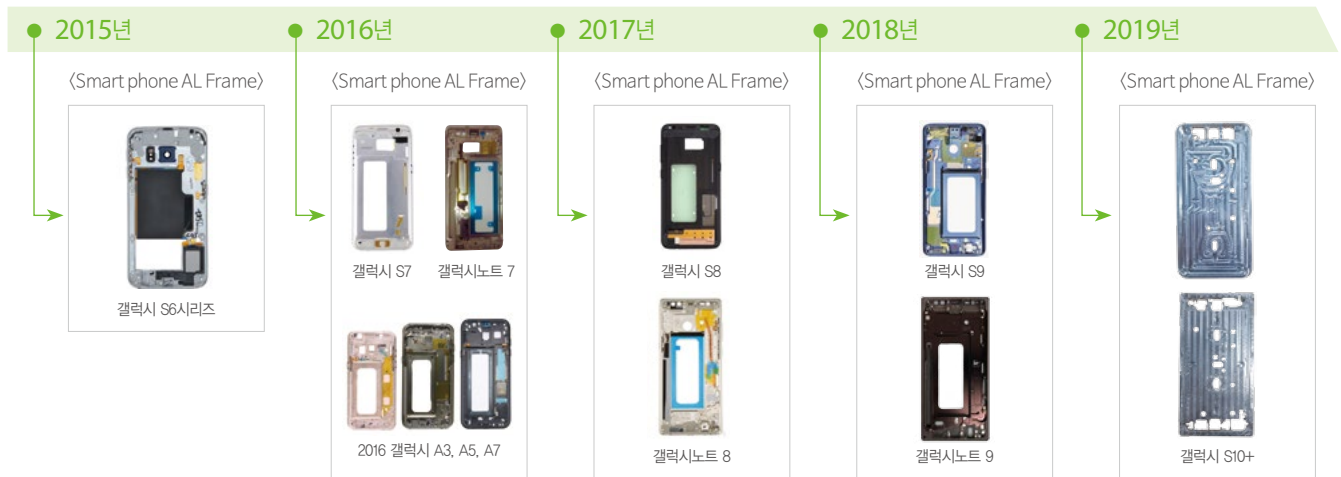 2015년
2016년
2017년
2018년
2019년
〈Smart phone AL Frame〉
〈Smart phone AL Frame〉
〈Smart phone AL Frame〉
〈Smart phone AL Frame〉
〈Smart phone AL Frame〉
갤럭시 S6시리즈
갤럭시 S7
갤럭시노트 7
2016 갤럭시 A3, A5, A7
갤럭시 S8
갤럭시노트 8
갤럭시 S9
갤럭시노트 9
갤럭시 S10+